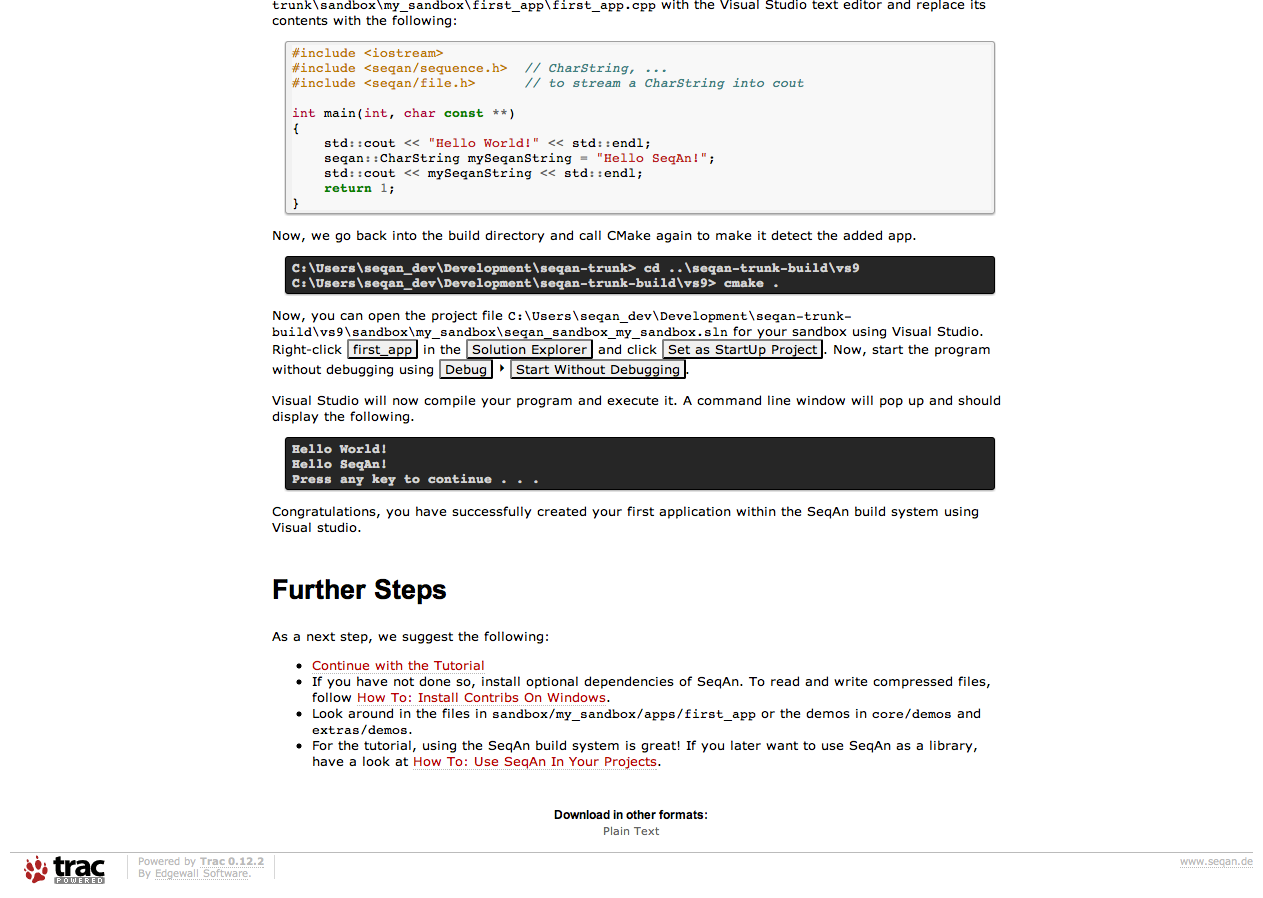 trunk\sandbox\my_sandbox\first_app\first_app.cpp with the Visual Studio text editor and replace its
contents with the following:
#include <iostream>
#include <seqan/sequence.h>  // CharString, ...
#include <seqan/file.h>      // to stream a CharString into cout
int main(int, char const **)
{
    std::cout << "Hello World!" << std::endl;
    seqan::CharString mySeqanString = "Hello SeqAn!";
    std::cout << mySeqanString << std::endl;
    return 1;
}
Now, we go back into the build directory and call CMake again to make it detect the added app.
C:\Users\seqan_dev\Development\seqan-trunk> cd ..\seqan-trunk-build\vs9
C:\Users\seqan_dev\Development\seqan-trunk-build\vs9> cmake .
Now, you can open the project file C:\Users\seqan_dev\Development\seqan-trunk-
build\vs9\sandbox\my_sandbox\seqan_sandbox_my_sandbox.sln for your sandbox using Visual Studio.
Right-click first_app in the Solution Explorer and click Set as StartUp Project. Now, start the program
without debugging using Debug ‣ Start Without Debugging.
Visual Studio will now compile your program and execute it. A command line window will pop up and should
display the following.
Hello World!
Hello SeqAn!
Press any key to continue . . .
Congratulations, you have successfully created your first application within the SeqAn build system using
Visual studio.
Further Steps
As a next step, we suggest the following:
• Continue with the Tutorial
• If you have not done so, install optional dependencies of SeqAn. To read and write compressed files,
follow How To: Install Contribs On Windows.
• Look around in the files in sandbox/my_sandbox/apps/first_app or the demos in core/demos and
extras/demos.
• For the tutorial, using the SeqAn build system is great! If you later want to use SeqAn as a library,
have a look at How To: Use SeqAn In Your Projects.
Download in other formats:
Plain Text
trac
POWERED
Powered by Trac 0.12.2
By Edgewall Software.
www.seqan.de